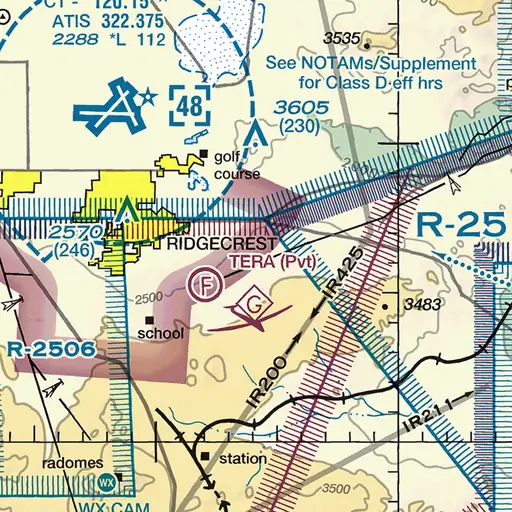 CT - 120.15
ATIS 322.375
2288 *L 112
3535
See NOTAMs/Supplement
for Class D eff hrs
[48]
3605
(230)
golf
course
2570
(246)
RIDGECREST
TERA (Pvt)
R-25
F
G
2500
IR425
3483
school
R-2506
IR200
IR211
radomes
station
WX
WX CAM
3500